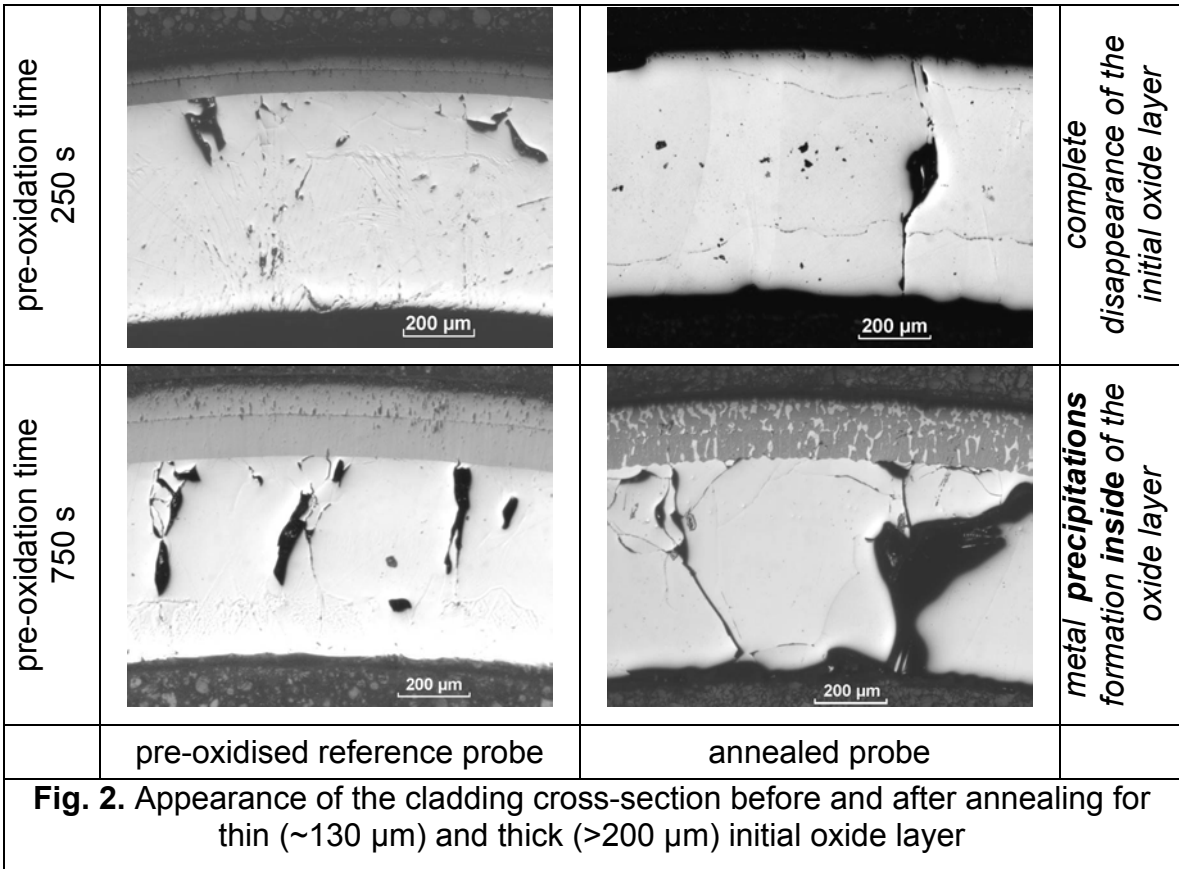 pre-oxidation time
250 s
200 µm
200 µm
complete
disappearance of the
initial oxide layer
pre-oxidation time
750 s
200 µm
200 µm
metal precipitations
formation inside of the
oxide layer
pre-oxidised reference probe
annealed probe
Fig. 2. Appearance of the cladding cross-section before and after annealing for
thin (~130 µm) and thick (>200 µm) initial oxide layer